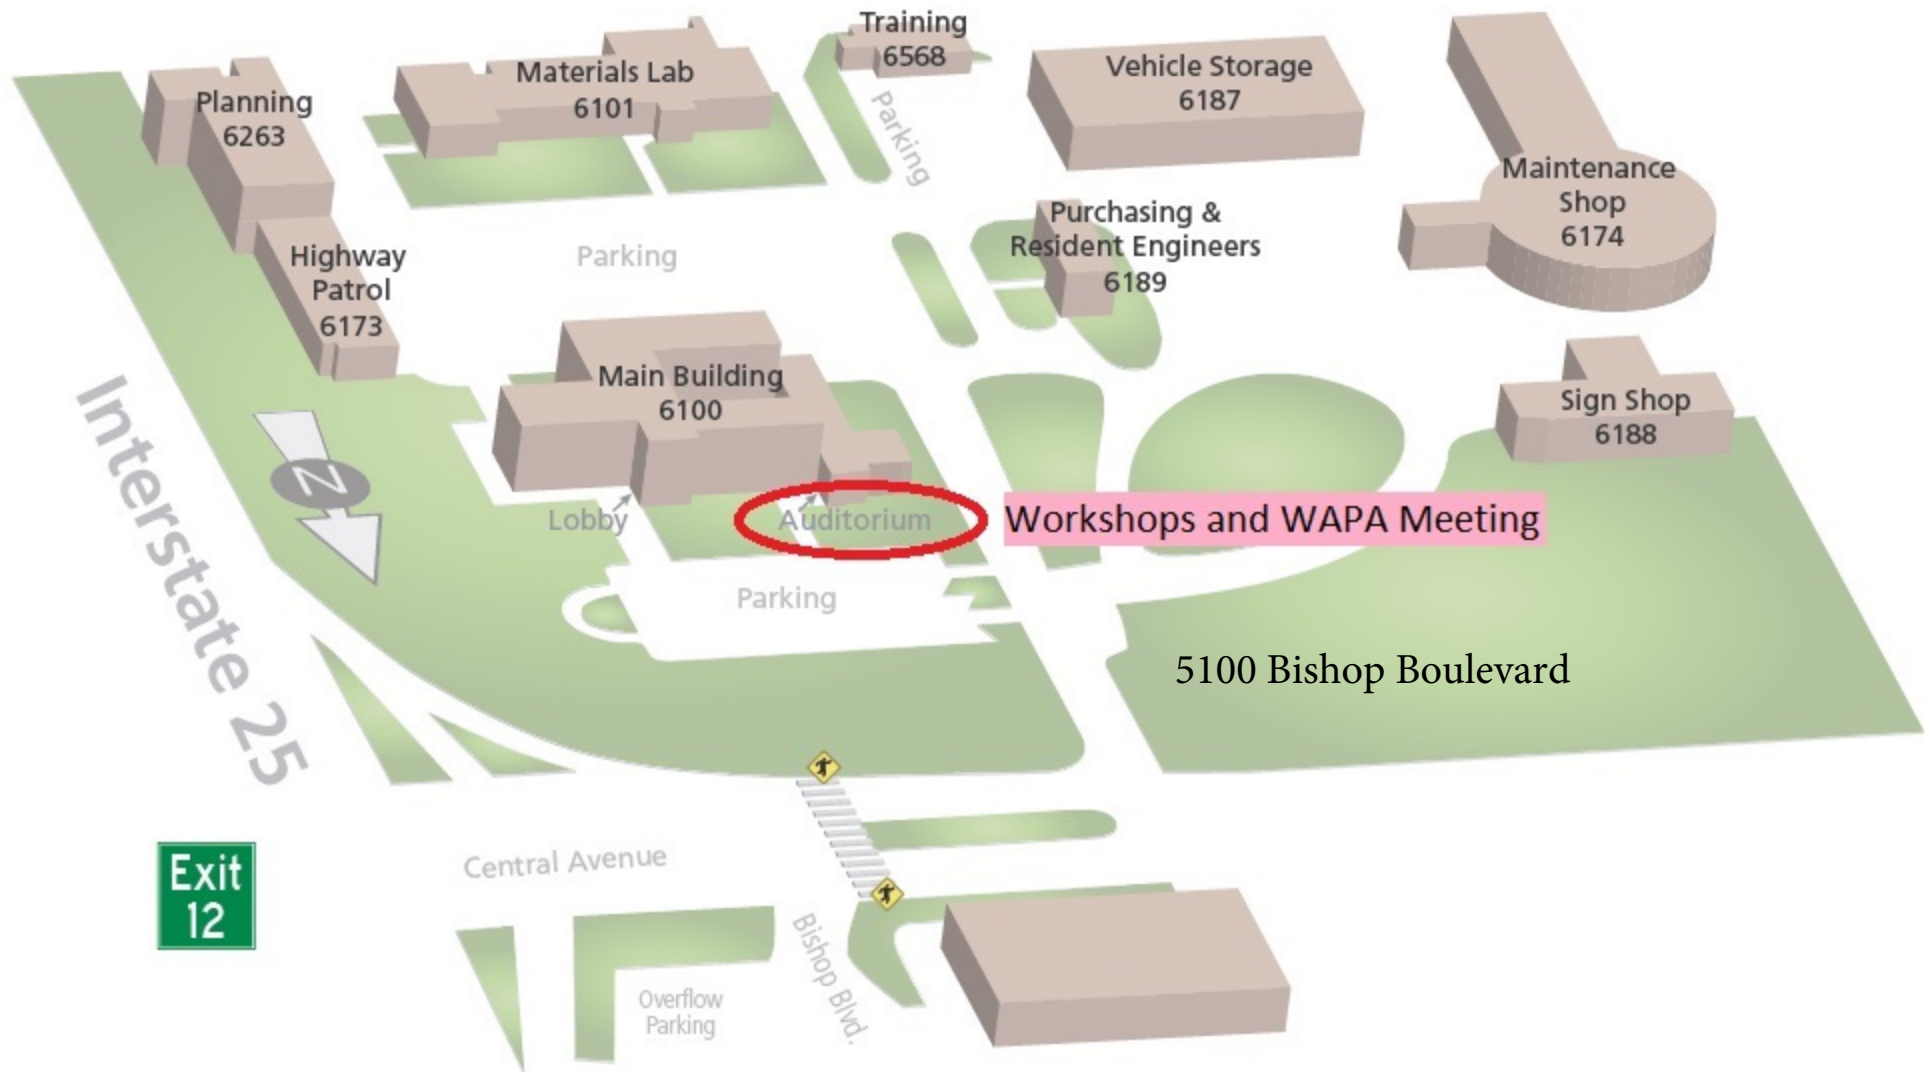 Training
6568
Materials Lab
6101
Vehicle Storage
6187
Planning
6263
Parking
Maintenance
Shop
6174
Purchasing &
Resident Engineers
6189
Highway
Patrol
6173
Parking
Main Building
6100
Sign Shop
6188
Interstate 25
N
Lobby
Auditorium
Workshops and WAPA Meeting
Parking
5100 Bishop Boulevard
Exit
12
Central Avenue
Bishop Blvd.
Overflow
Parking